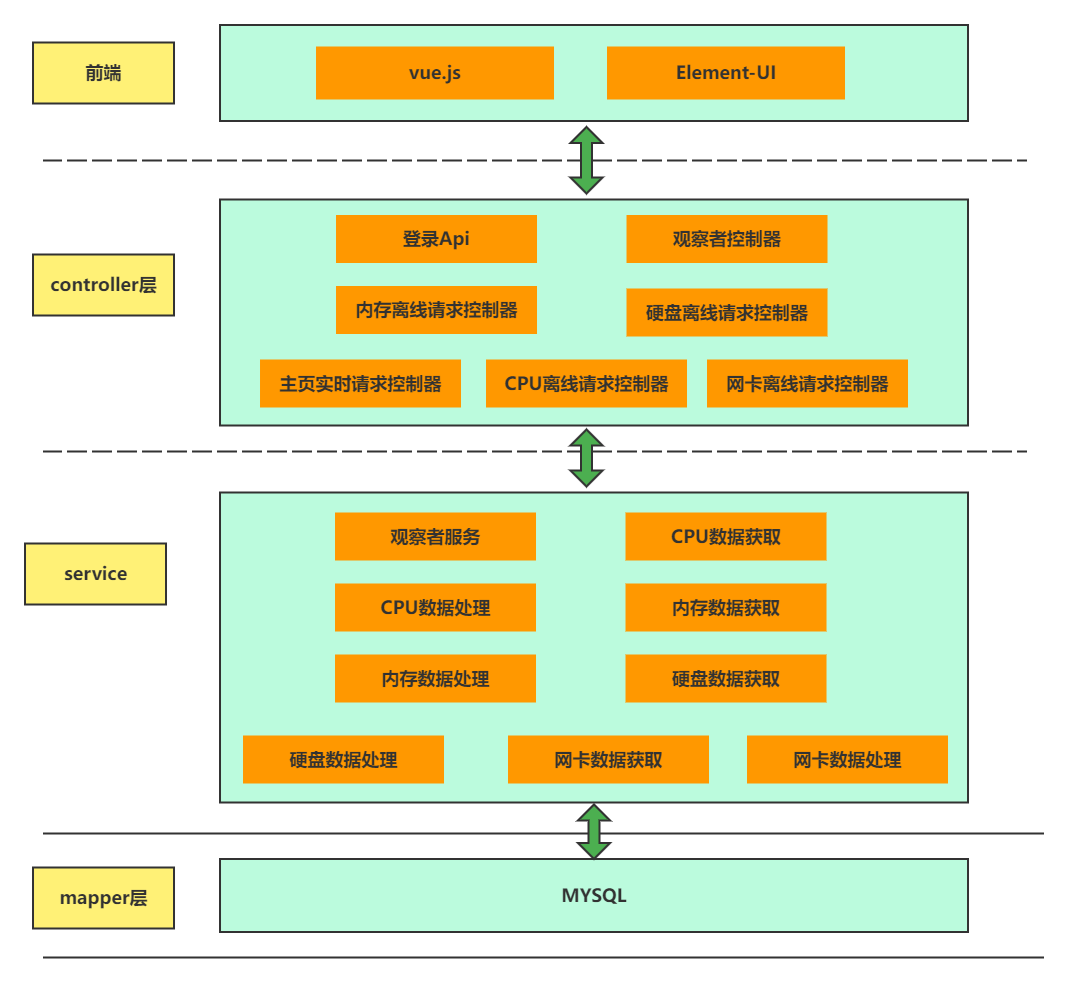 前端
vue.js
Element-UI
controller层
登录Api
观察者控制器
内存离线请求控制器
硬盘离线请求控制器
主页实时请求控制器
CPU离线请求控制器
网卡离线请求控制器
service
观察者服务
CPU数据获取
CPU数据处理
内存数据获取
内存数据处理
硬盘数据获取
硬盘数据处理
网卡数据获取
网卡数据处理
mapper层
MYSQL